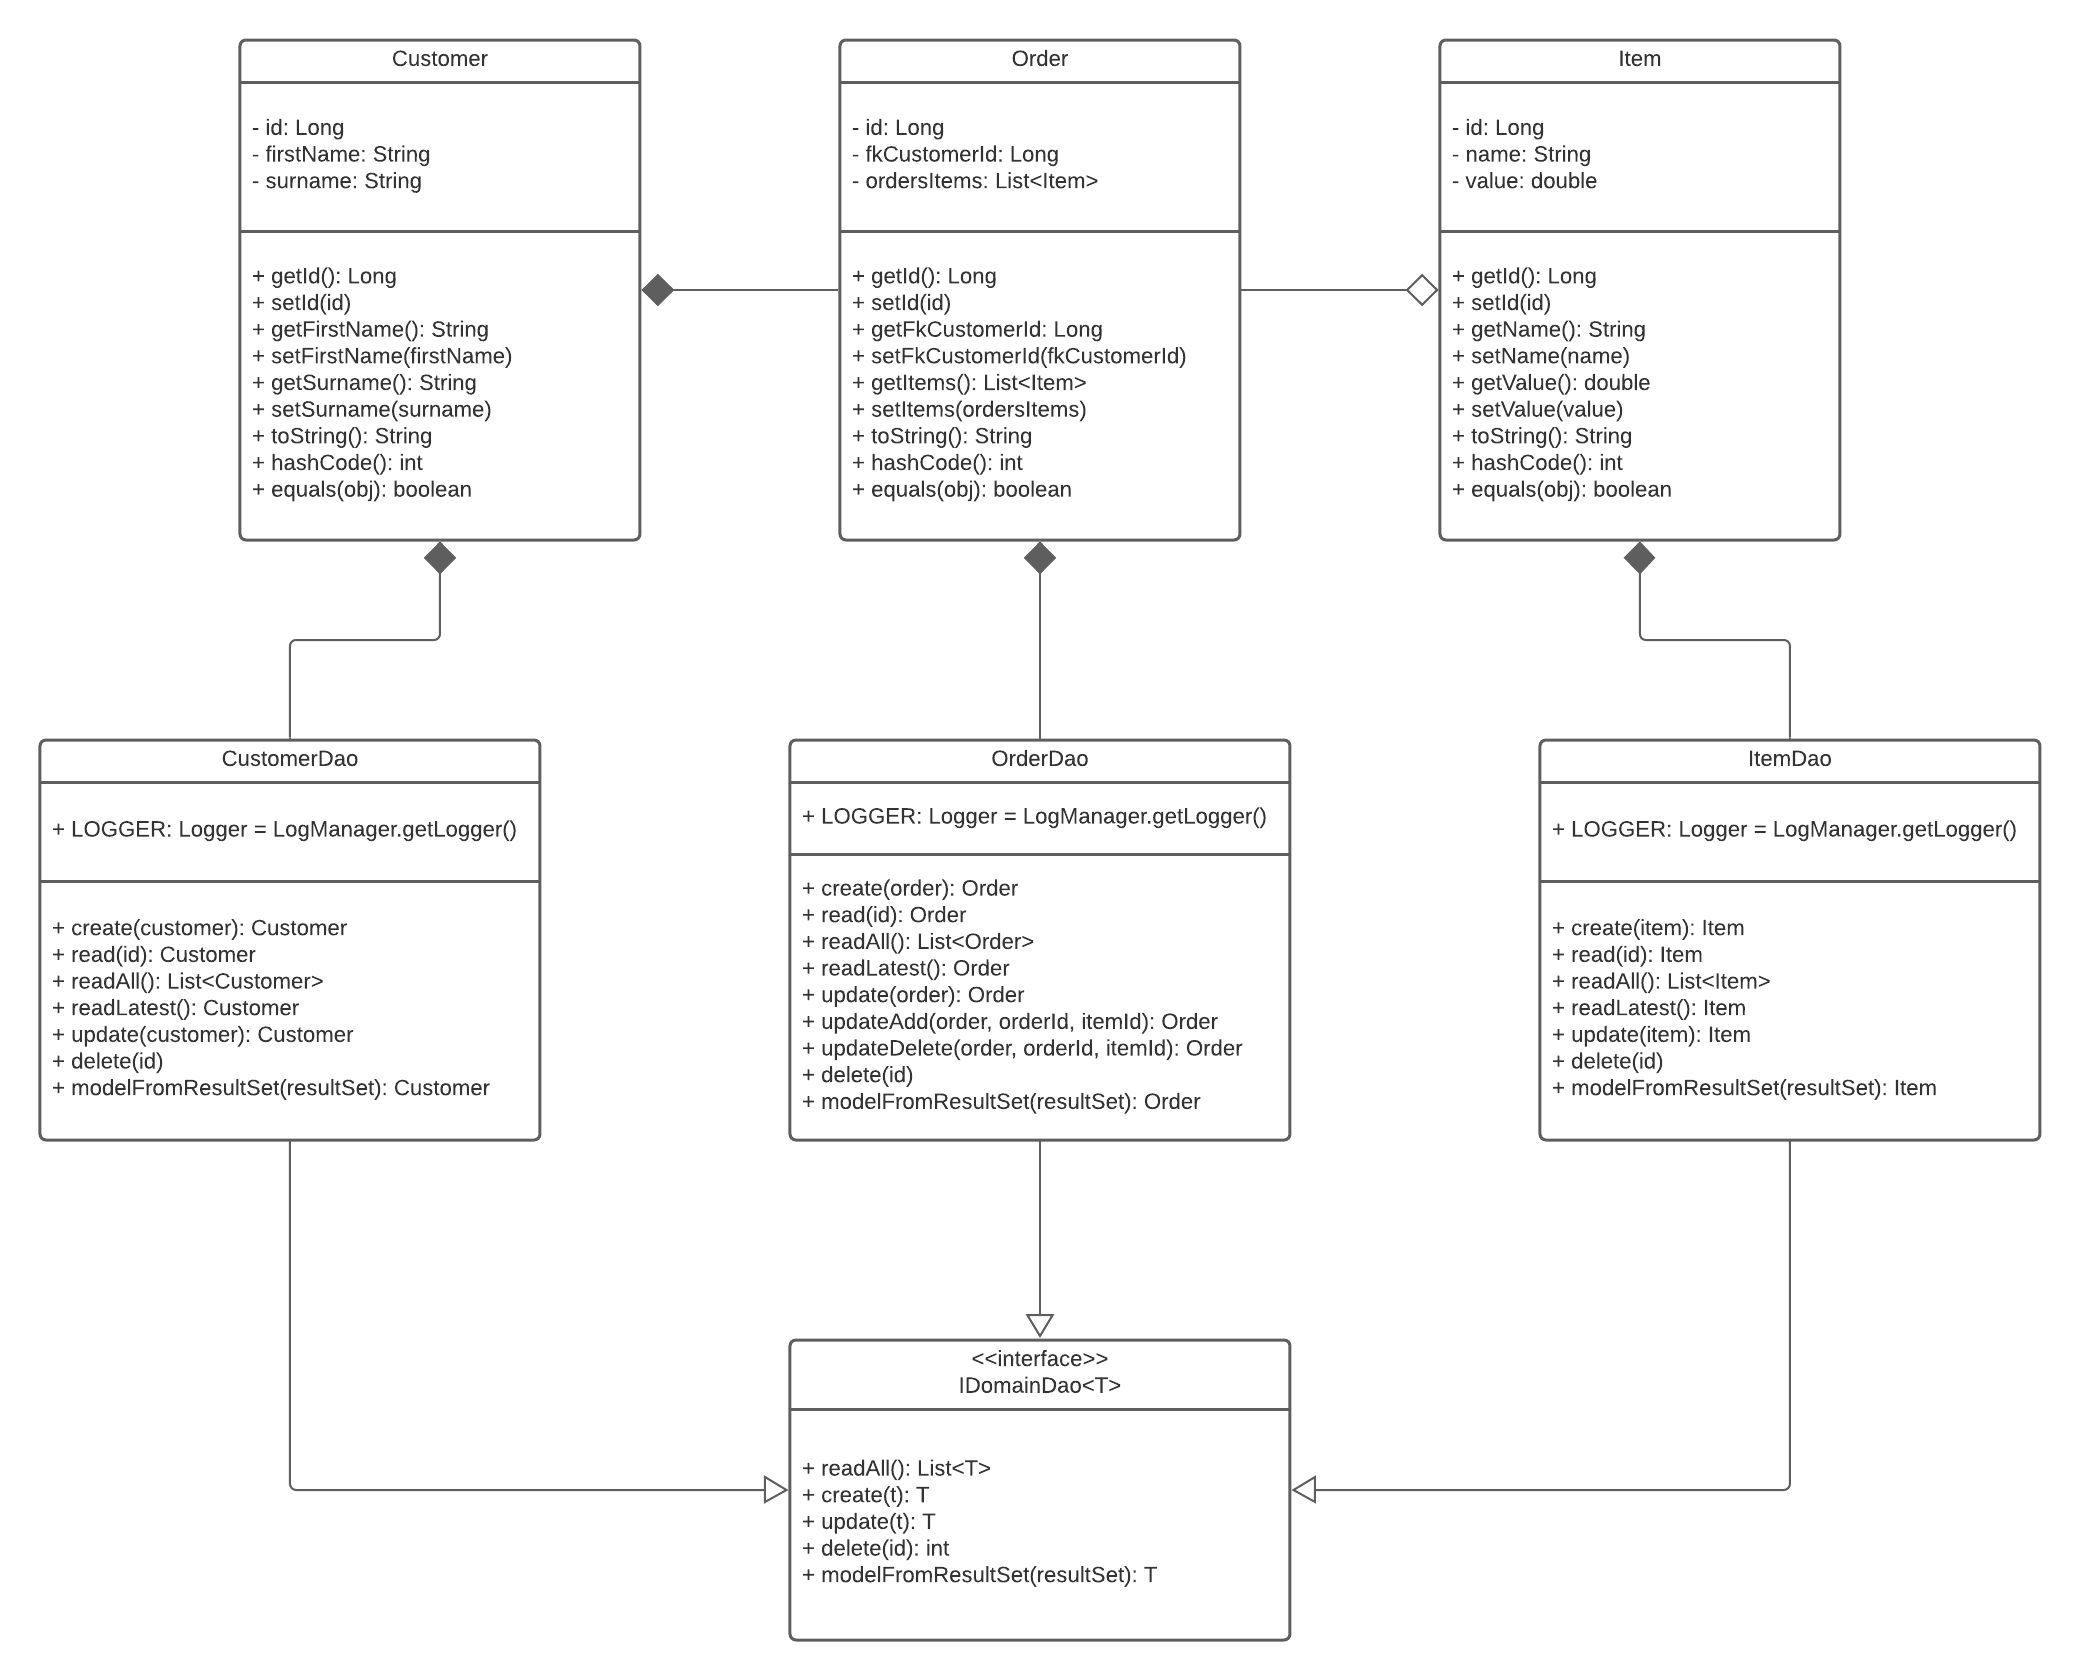 Customer
- id: Long
- firstName: String
- surname: String
+ getId(): Long
+ setId(id)
+ getFirstName(): String
+ setFirstName(firstName)
+ getSurname(): String
+ setSurname(surname)
+ toString(): String
+ hashCode(): int
+ equals(obj): boolean
Order
- id: Long
- fkCustomerId: Long
- ordersItems: List<Item>
+ getId(): Long
+ setId(id)
+ getFkCustomerId: Long
+ setFkCustomerId(fkCustomerId)
+ getItems(): List<Item>
+ setItems(ordersItems)
+ toString(): String
+ hashCode(): int
+ equals(obj): boolean
Item
- id: Long
- name: String
- value: double
+ getId(): Long
+ setId(id)
+ getName(): String
+ setName(name)
+ getValue(): double
+ setValue(value)
+ toString(): String
+ hashCode(): int
+ equals(obj): boolean
CustomerDao
+ LOGGER: Logger = LogManager.getLogger()
+ create(customer): Customer
+ read(id): Customer
+ readAll(): List<Customer>
+ readLatest(): Customer
+ update(customer): Customer
+ delete(id)
+ modelFromResultSet(resultSet): Customer
OrderDao
+ LOGGER: Logger = LogManager.getLogger()
+ create(order): Order
+ read(id): Order
+ readAll(): List<Order>
+ readLatest(): Order
+ update(order): Order
+ updateAdd(order, orderId, itemId): Order
+ updateDelete(order, orderId, itemId): Order
+ delete(id)
+ modelFromResultSet(resultSet): Order
ItemDao
+ LOGGER: Logger = LogManager.getLogger()
+ create(item): Item
+ read(id): Item
+ readAll(): List<Item>
+ readLatest(): Item
+ update(item): Item
+ delete(id)
+ modelFromResultSet(resultSet): Item
<<interface>>
IDomainDao<T>
+ readAll(): List<T>
+ create(t): T
+ update(t): T
+ delete(id): int
+ modelFromResultSet(resultSet): T